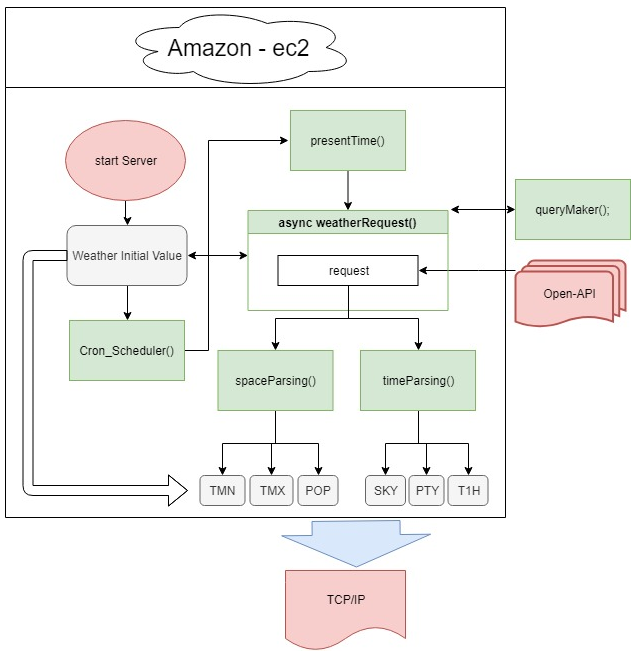 Amazon - ec2
start Server
presentTime()
queryMaker();
async weatherRequest()
Weather Initial Value
request
Open-API
Cron_Scheduler()
spaceParsing()
timeParsing()
TMN
TMX
POP
SKY
PTY
T1H
TCP/IP